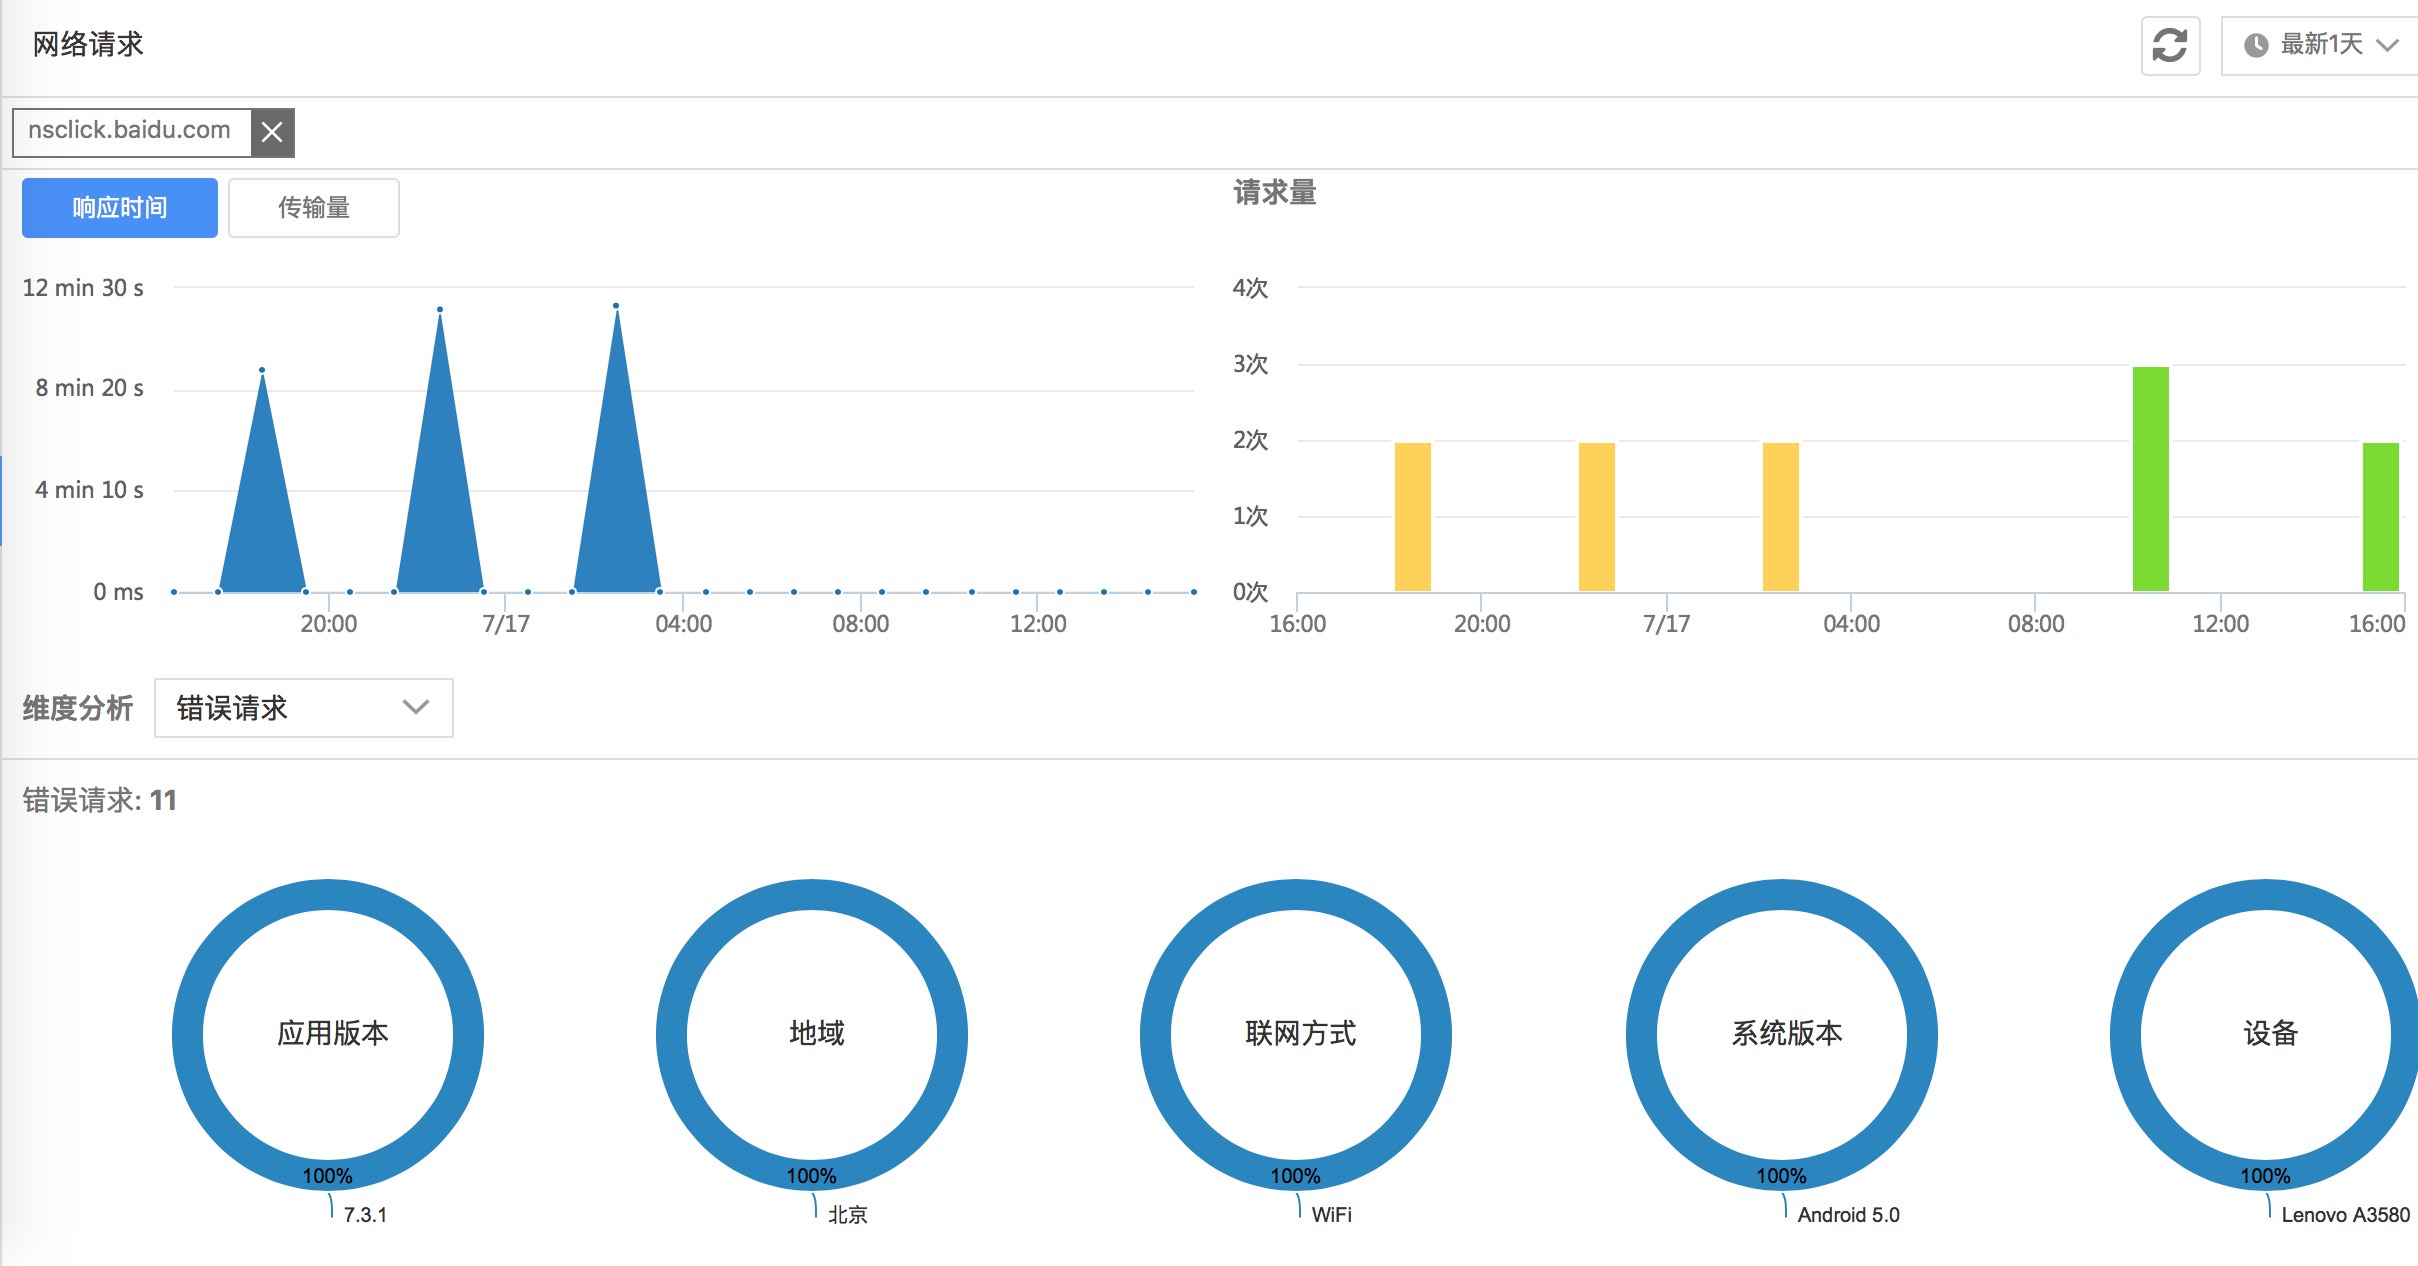 网络请求
最新1天
nsclick.baidu.com
响应时间
传输量
12 min 30 s
8 min 20 s
4 min 10 s
0 ms
20:00
7/17
04:00
08:00
12:00
请求量
4次
3次
2次
1次
0次
16:00
20:00
7/17
04:00
08:00
12:00
16:00
维度分析
错误请求
错误请求: 11
应用版本
100%
7.3.1
地域
100%
北京
联网方式
100%
WiFi
系统版本
100%
Android 5.0
设备
100%
Lenovo A3580